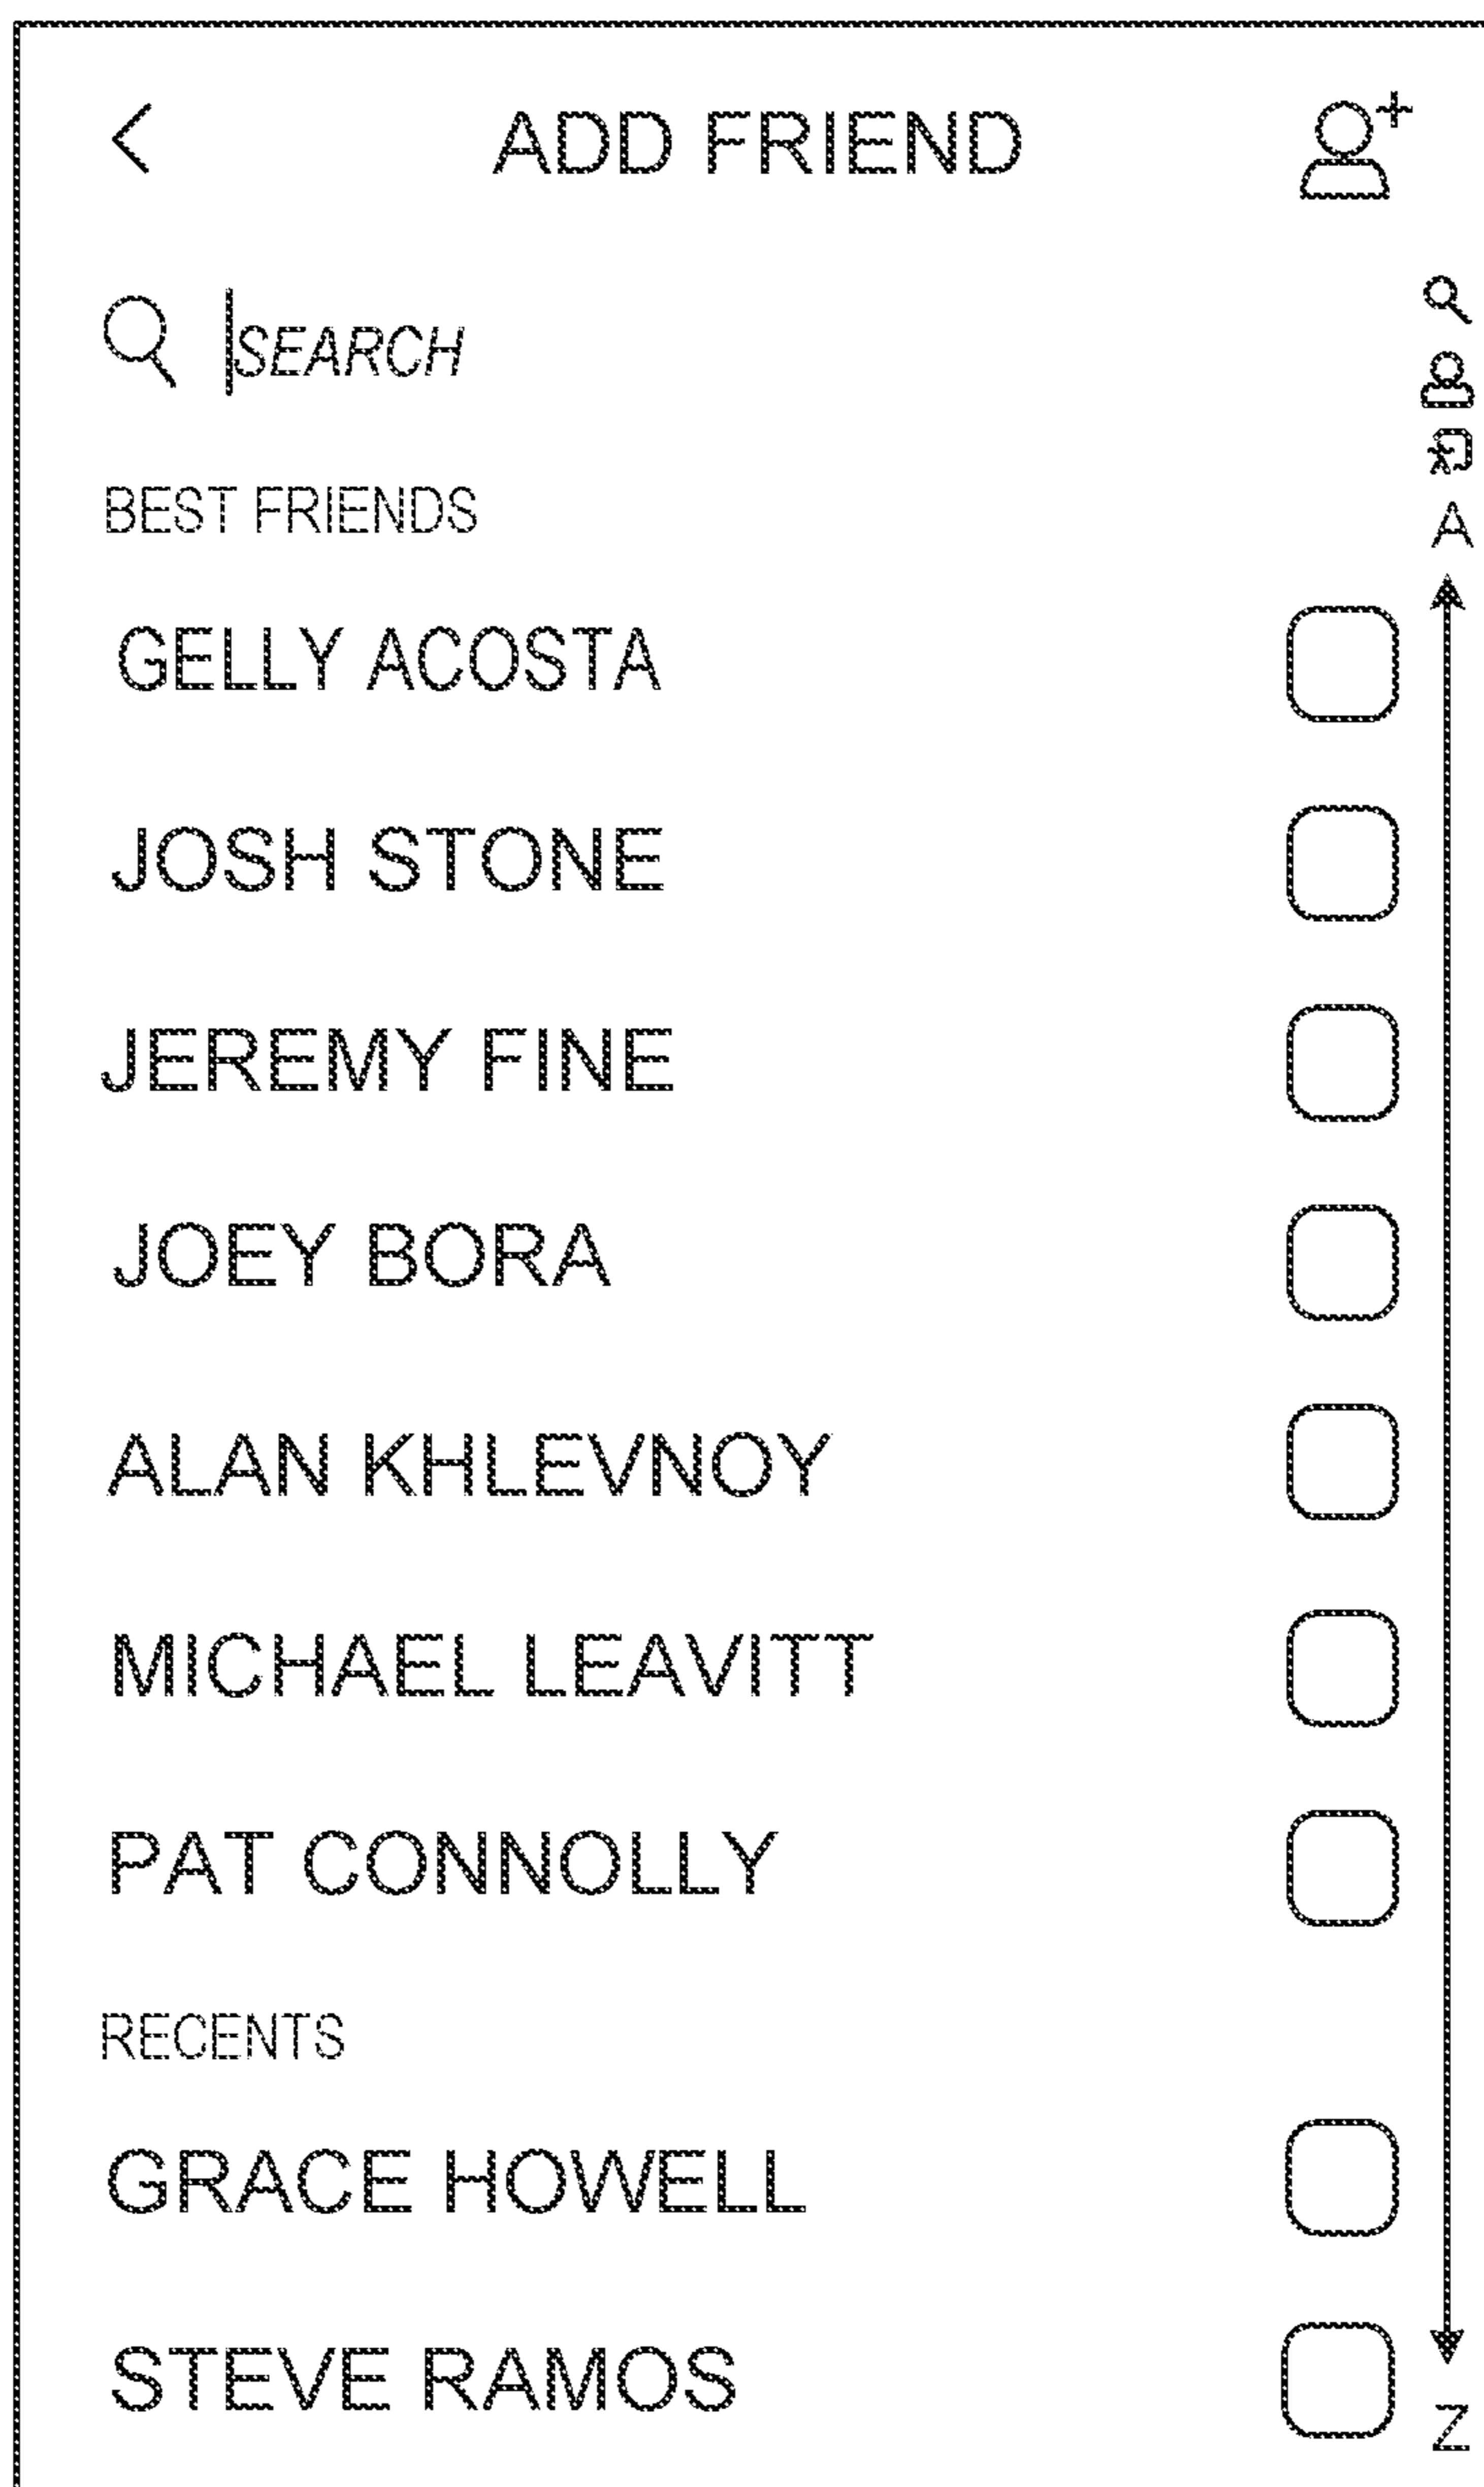 ADD FRIEND
SEARCH
BEST FRIENDS
A
GELLY ACOSTA
JOSH STONE
JEREMY FINE
JOEY BORA
ALAN KHLEVNOY
MICHAEL LEAVITT
PAT CONNOLLY
RECENTS
GRACE HOWELL
STEVE RAMOS
Z